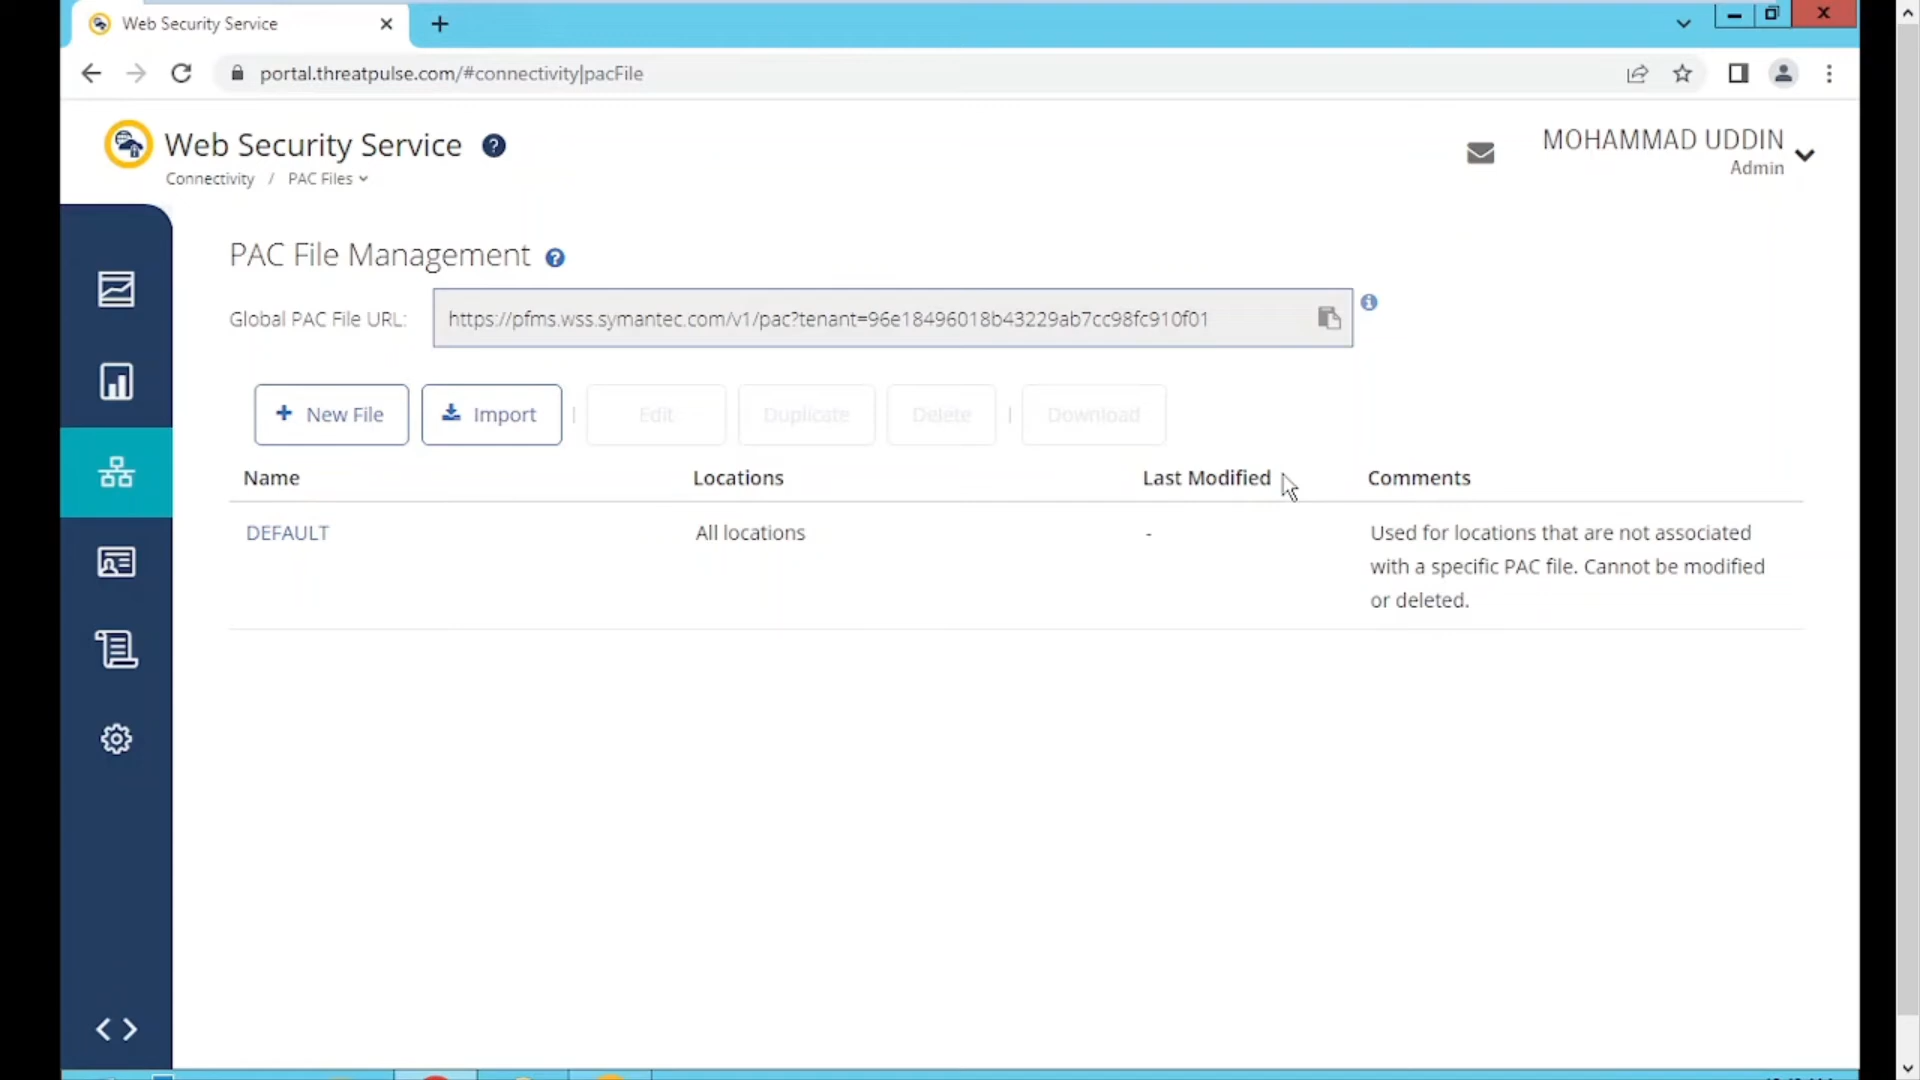 Web Security Service
portal.threatpulse.com/#connectivity|pacFile
Web Security Service ?
MOHAMMAD UDDIN
Admin
Connectivity / PAC Files
PAC File Management ?
Global PAC File URL: https://pfms.wss.symantec.com/v1/pac?tenant=96e18496018b43229ab7cc98fc910f01
+ New File Import | Edit Duplicate Delete | Download
Name Locations Last Modified Comments
DEFAULT All locations - Used for locations that are not associated
with a specific PAC file. Cannot be modified
or deleted.